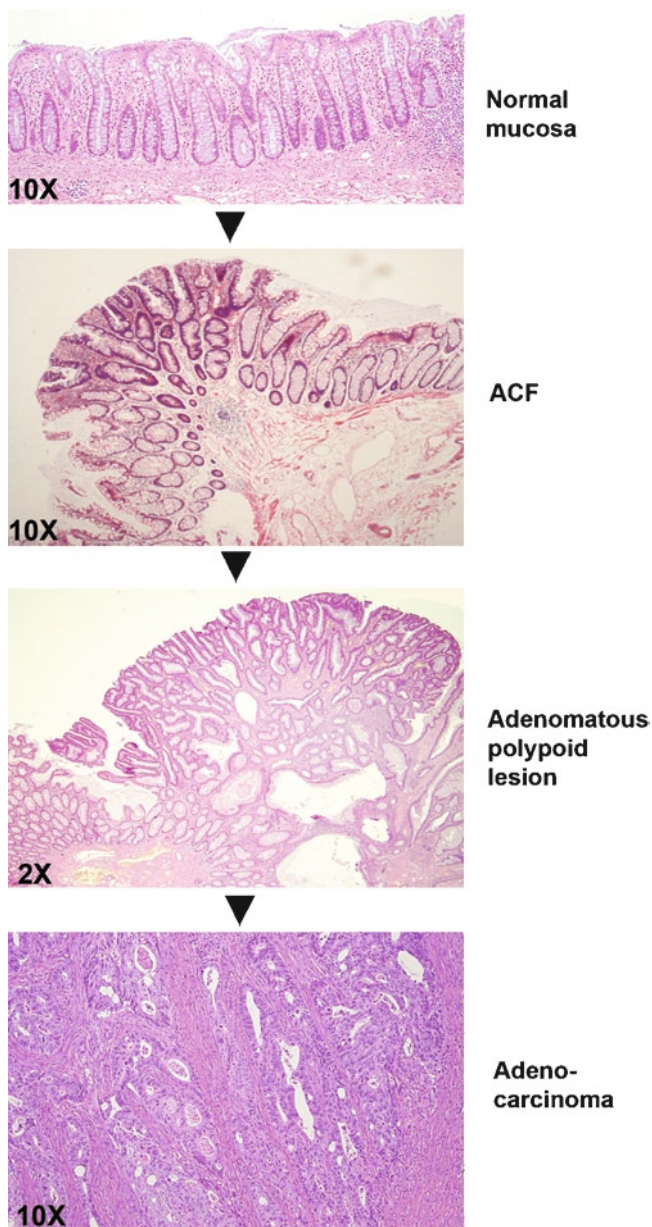 Normal
mucosa
10X
ACF
10X
Adenomatous
polypoid
lesion
2X
Adeno-
carcinoma
10X